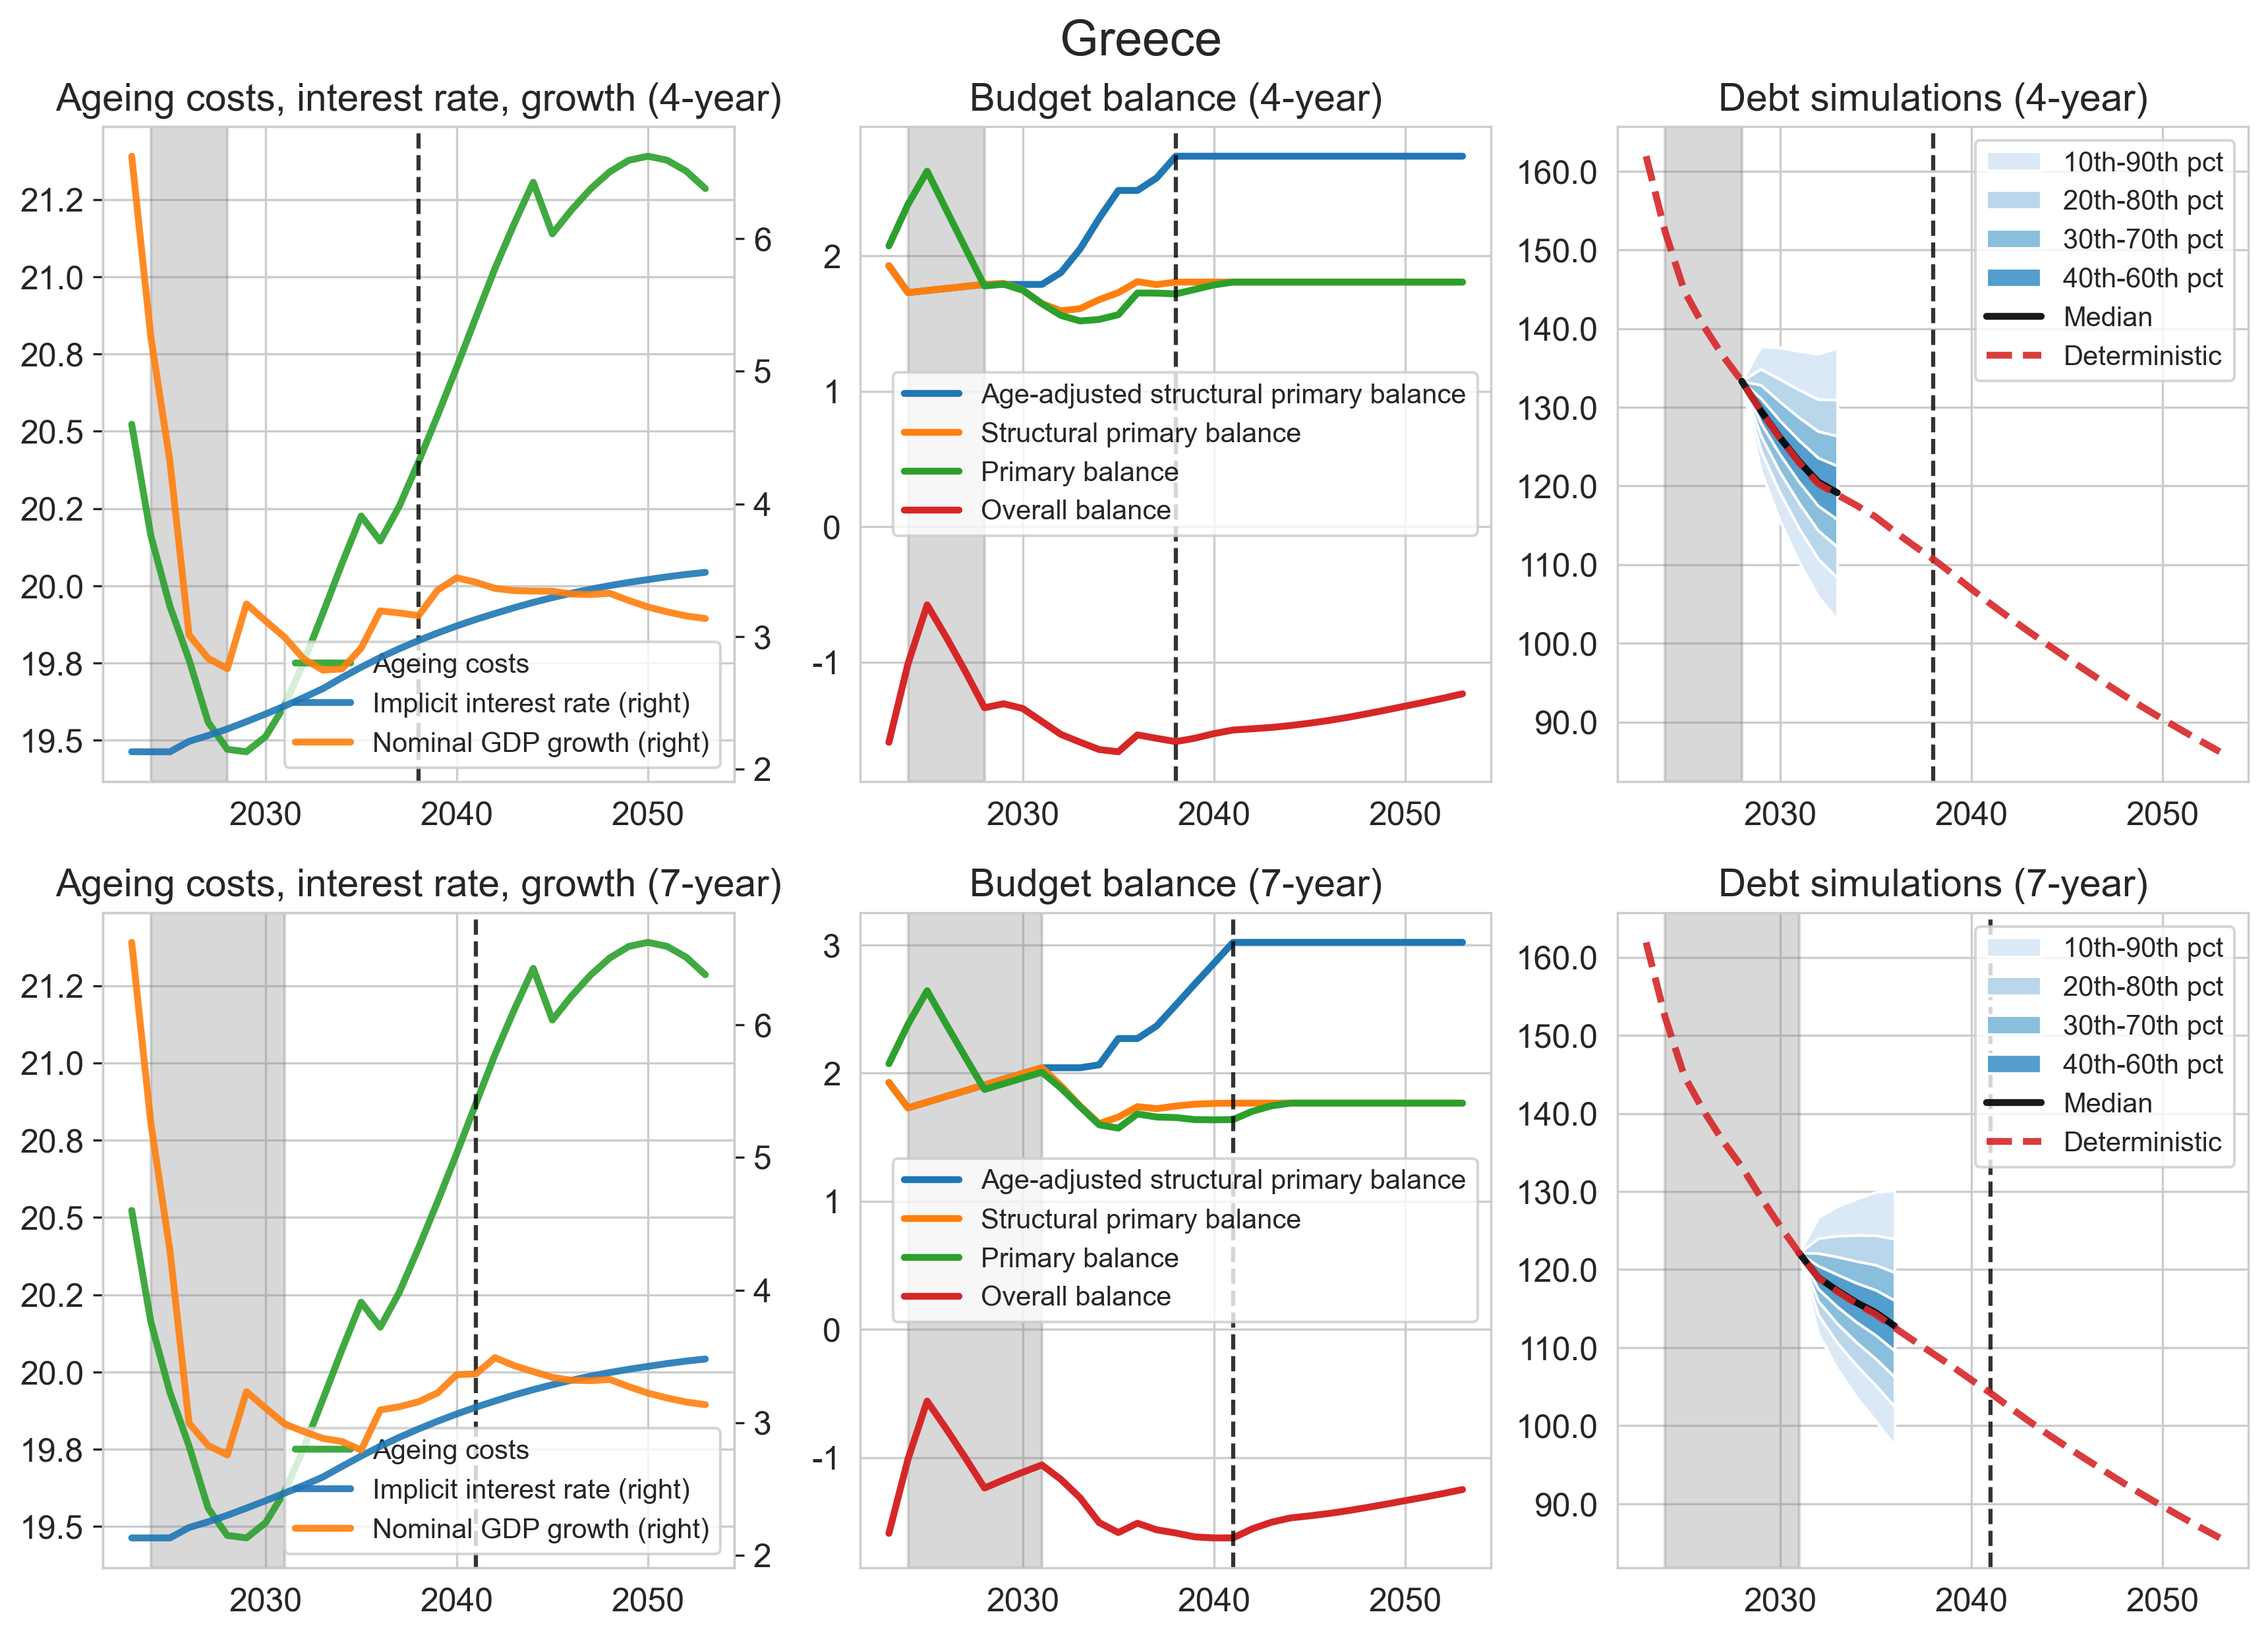 Greece
Ageing costs, interest rate, growth (4-year)
21.2
21.0
20.8
20.5
20.2
20.0
19.8
19.5
6
5
4
3
2
2030 2040 2050
Ageing costs
Implicit interest rate (right)
Nominal GDP growth (right)
Budget balance (4-year)
2
1
0
-1
2030 2040 2050
Age-adjusted structural primary balance
Structural primary balance
Primary balance
Overall balance
Debt simulations (4-year)
160.0
150.0
140.0
130.0
120.0
110.0
100.0
90.0
2030 2040 2050
10th-90th pct
20th-80th pct
30th-70th pct
40th-60th pct
Median
Deterministic
Ageing costs, interest rate, growth (7-year)
21.2
21.0
20.8
20.5
20.2
20.0
19.8
19.5
6
5
4
3
2
2030 2040 2050
Ageing costs
Implicit interest rate (right)
Nominal GDP growth (right)
Budget balance (7-year)
3
2
1
0
-1
2030 2040 2050
Age-adjusted structural primary balance
Structural primary balance
Primary balance
Overall balance
Debt simulations (7-year)
160.0
150.0
140.0
130.0
120.0
110.0
100.0
90.0
2030 2040 2050
10th-90th pct
20th-80th pct
30th-70th pct
40th-60th pct
Median
Deterministic